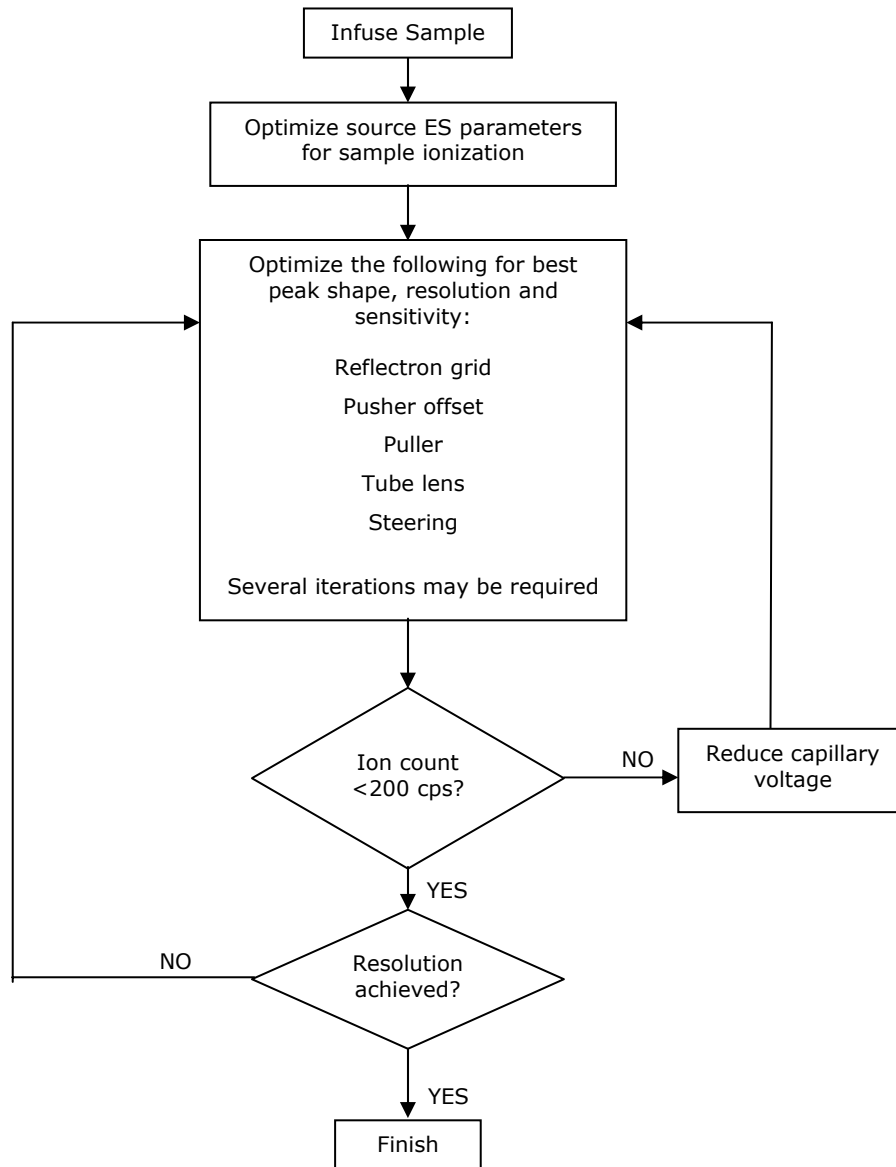 Infuse Sample
Optimize source ES parameters
for sample ionization
Optimize the following for best
peak shape, resolution and
sensitivity:
Reflectron grid
Pusher offset
Puller
Tube lens
Steering
Several iterations may be required
Ion count
<200 cps?
NO
Reduce capillary
voltage
YES
NO
Resolution
achieved?
YES
Finish